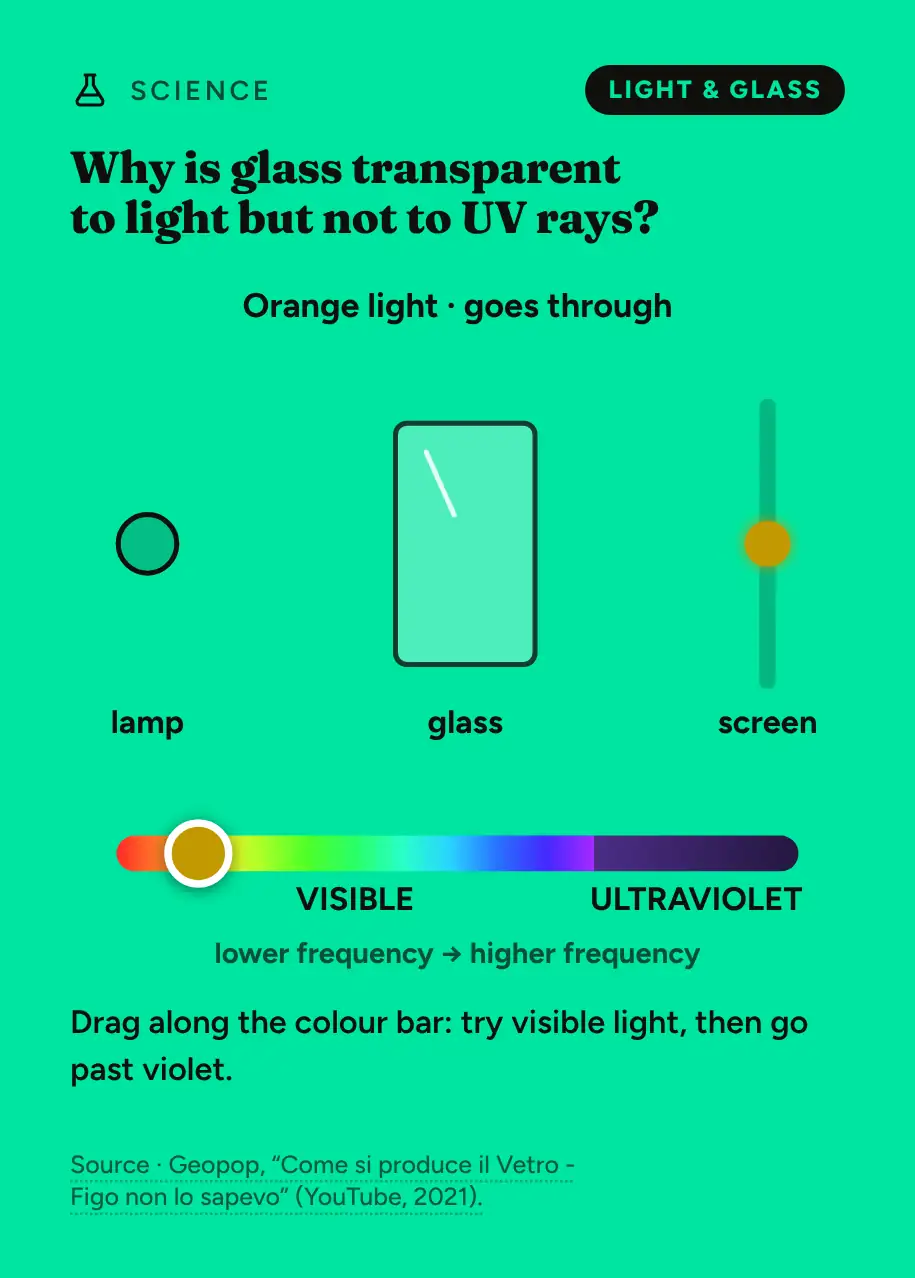 SCIENCE
LIGHT & GLASS
Why is glass transparent
to light but not to UV rays?
Orange light · goes through
lamp
glass
screen
VISIBLE
ULTRAVIOLET
lower frequency → higher frequency
Drag along the colour bar: try visible light, then go
past violet.
Source · Geopop, “Come si produce il Vetro -
Figo non lo sapevo” (YouTube, 2021).